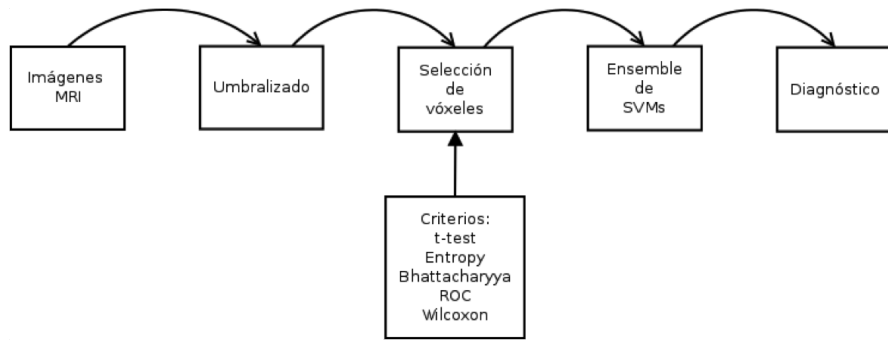 Imágenes
MRI
Umbralizado
Selección
de
vóxeles
Ensemble
de
SVMs
Diagnóstico
Criterios:
t-test
Entropy
Bhattacharyya
ROC
Wilcoxon